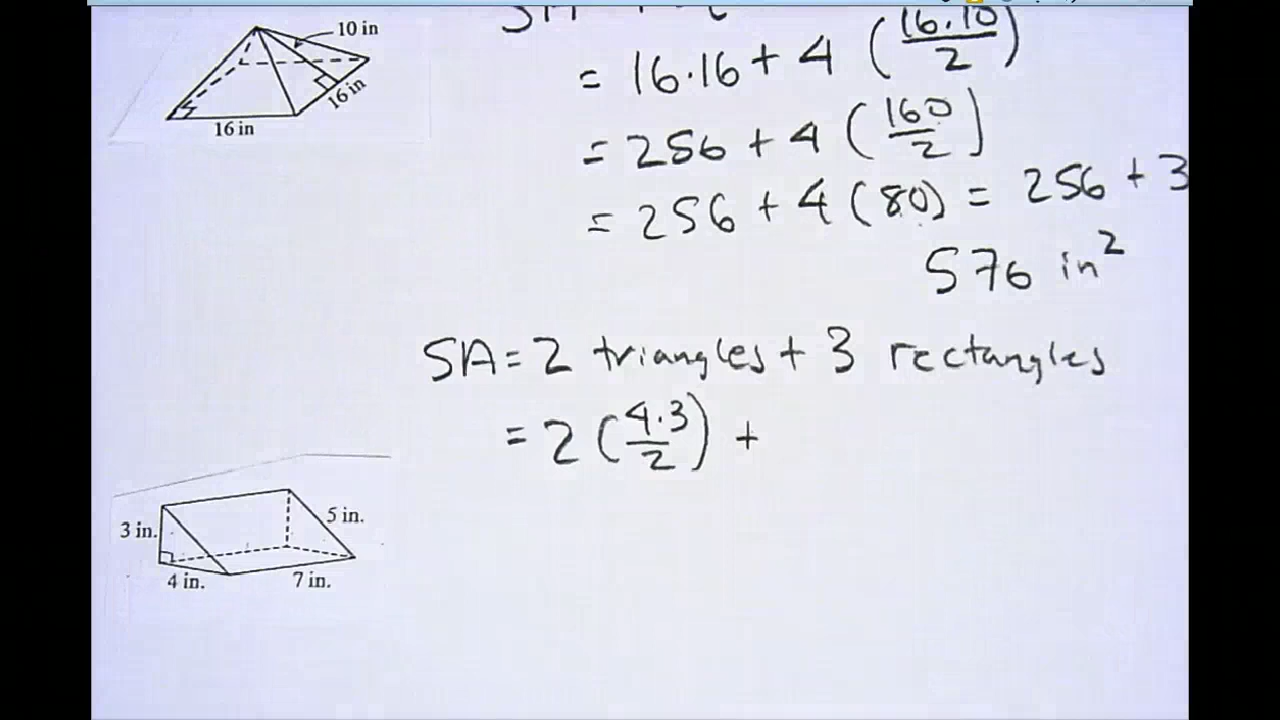 10 in
16 in
16 in
SA
= 16·16 + 4 (16·10/2)
= 256 + 4 (160/2)
= 256 + 4 (80) = 256 + 3
576 in²
SA = 2 triangles + 3 rectangles
= 2 (4·3/2) +
3 in.
5 in.
4 in.
7 in.